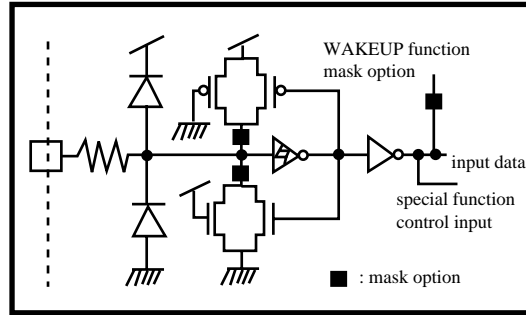 WAKEUP function
mask option
input data
special function
control input
: mask option